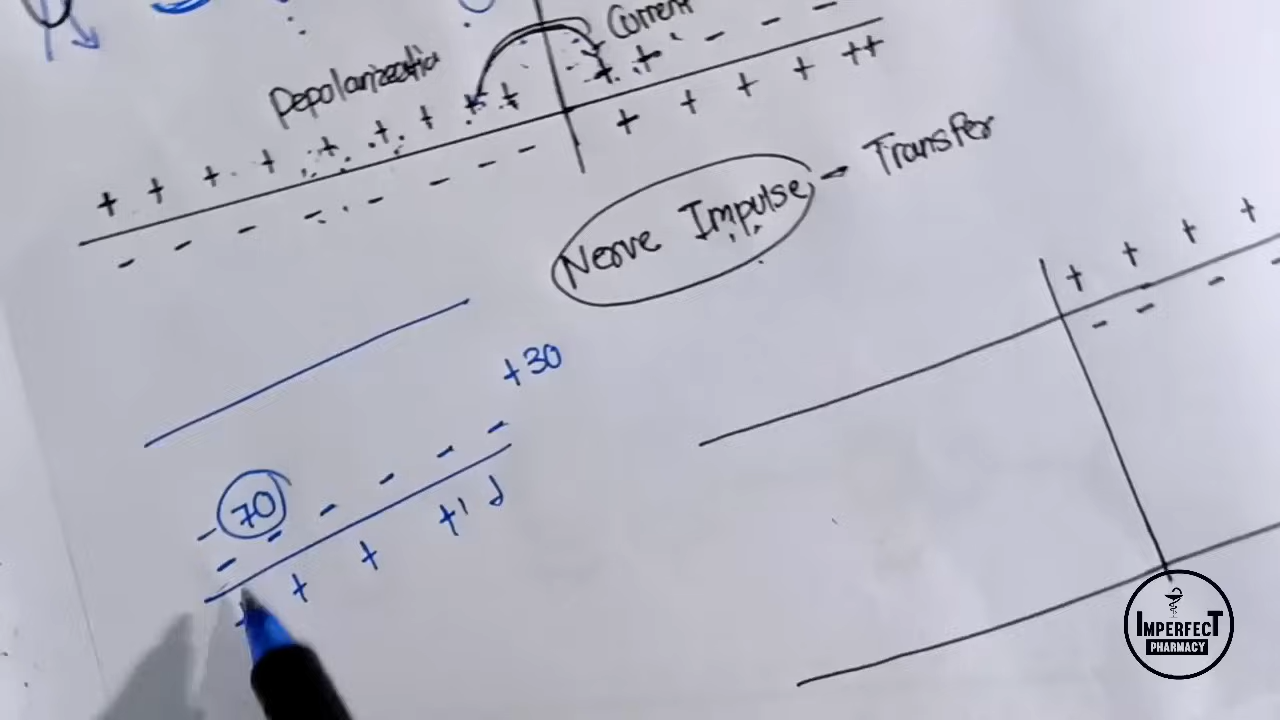 Current
- - -
Depolarization
+ + + + + + + + +
+ +
- - - - - - - -
+ + + + ++
Nerve Impulse - Transfer
+ + + +
- - - -
+30
- 70
- - - - - -
+ + + +
IMPERFECT
PHARMACY